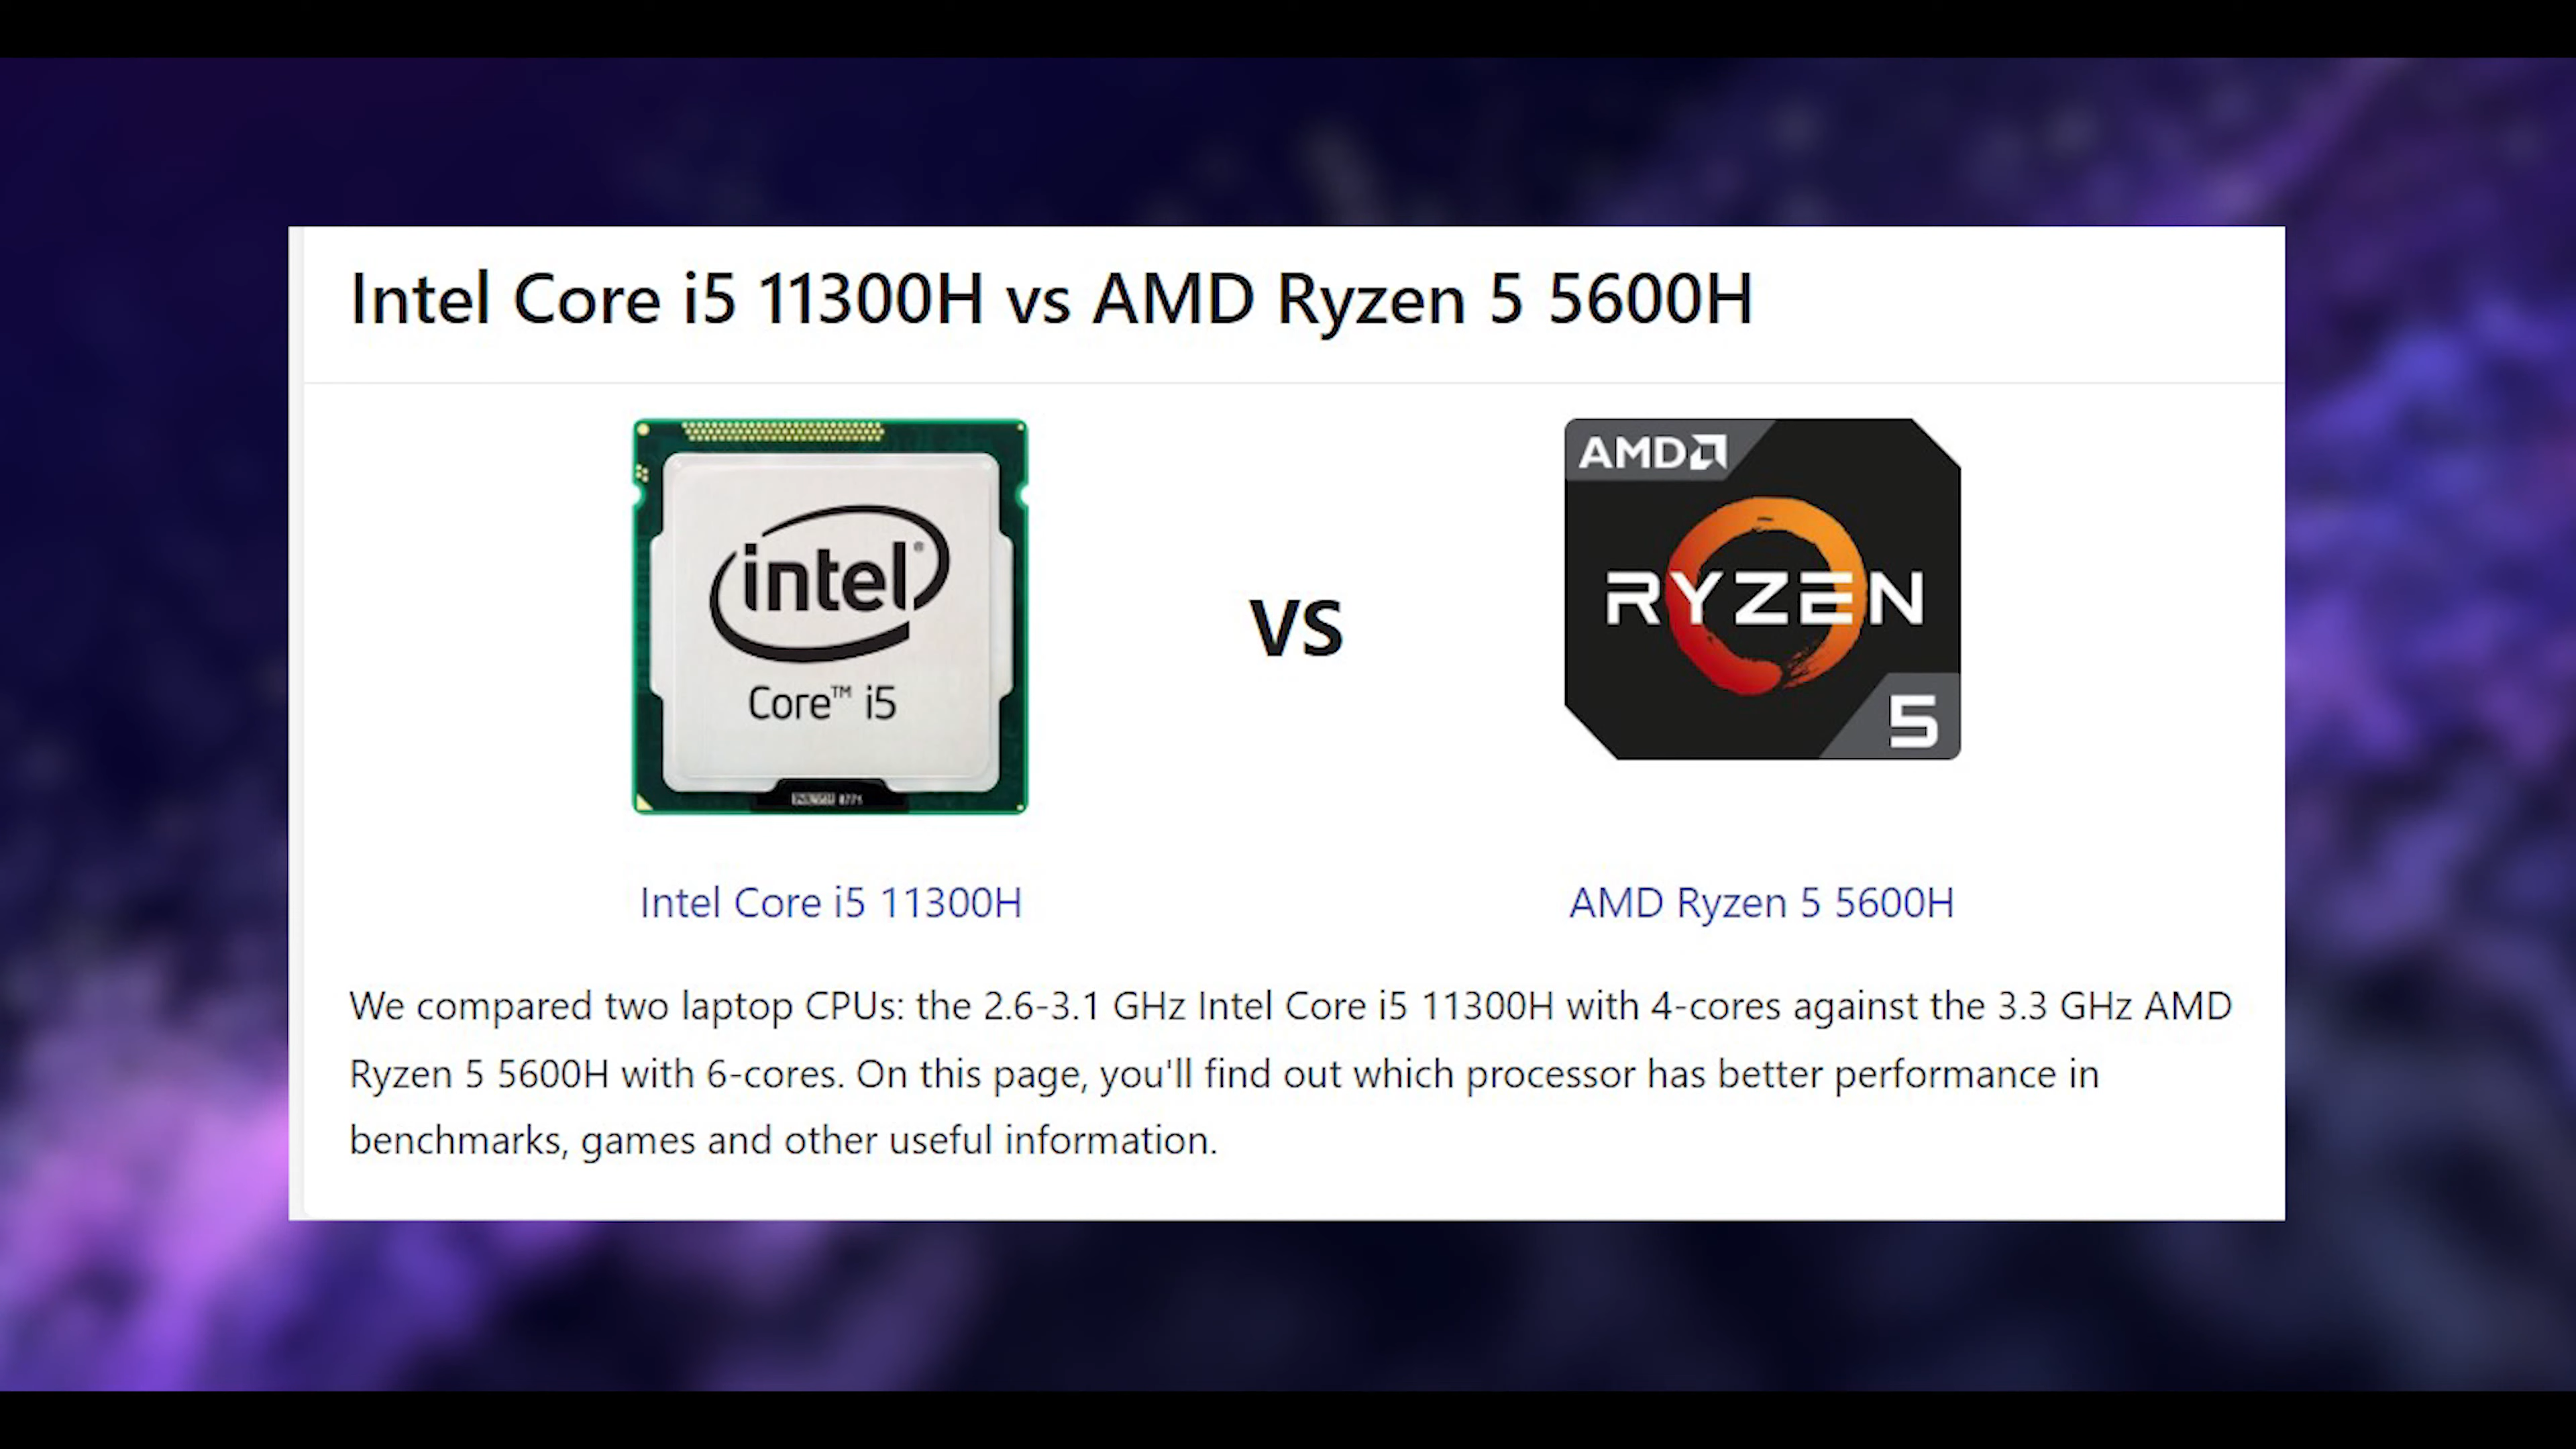 Intel Core i5 11300H vs AMD Ryzen 5 5600H
intel®
Core™ i5
VS
AMD
RYZEN
5
Intel Core i5 11300H
AMD Ryzen 5 5600H
We compared two laptop CPUs: the 2.6-3.1 GHz Intel Core i5 11300H with 4-cores against the 3.3 GHz AMD
Ryzen 5 5600H with 6-cores. On this page, you'll find out which processor has better performance in
benchmarks, games and other useful information.